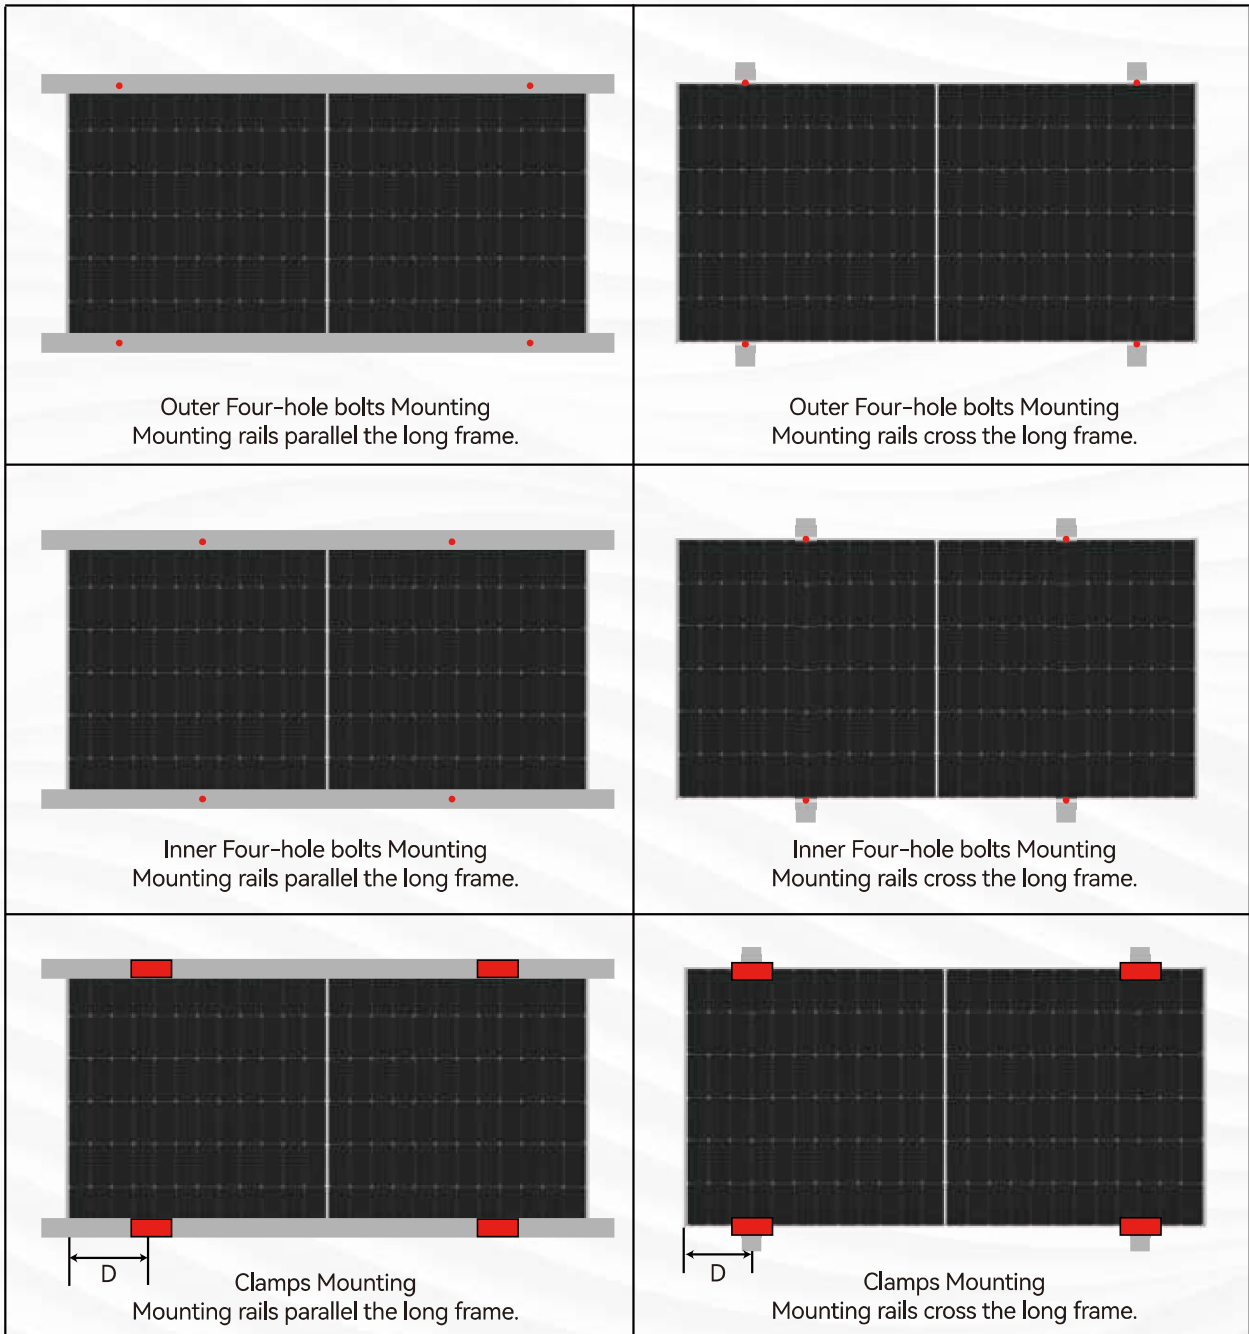 Outer Four-hole bolts Mounting
Mounting rails parallel the long frame.
Outer Four-hole bolts Mounting
Mounting rails cross the long frame.
Inner Four-hole bolts Mounting
Mounting rails parallel the long frame.
Inner Four-hole bolts Mounting
Mounting rails cross the long frame.
D
Clamps Mounting
Mounting rails parallel the long frame.
D
Clamps Mounting
Mounting rails cross the long frame.